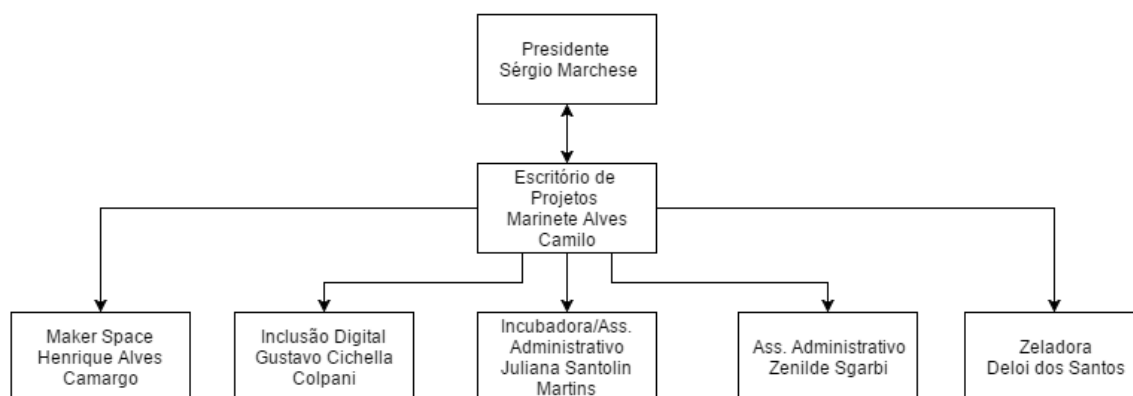 Presidente
Sérgio Marchese
Escritório de
Projetos
Marinete Alves
Camilo
Maker Space
Henrique Alves
Camargo
Inclusão Digital
Gustavo Cichella
Colpani
Incubadora/Ass.
Administrativo
Juliana Santolin
Martins
Ass. Administrativo
Zenilde Sgarbi
Zeladora
Deloi dos Santos